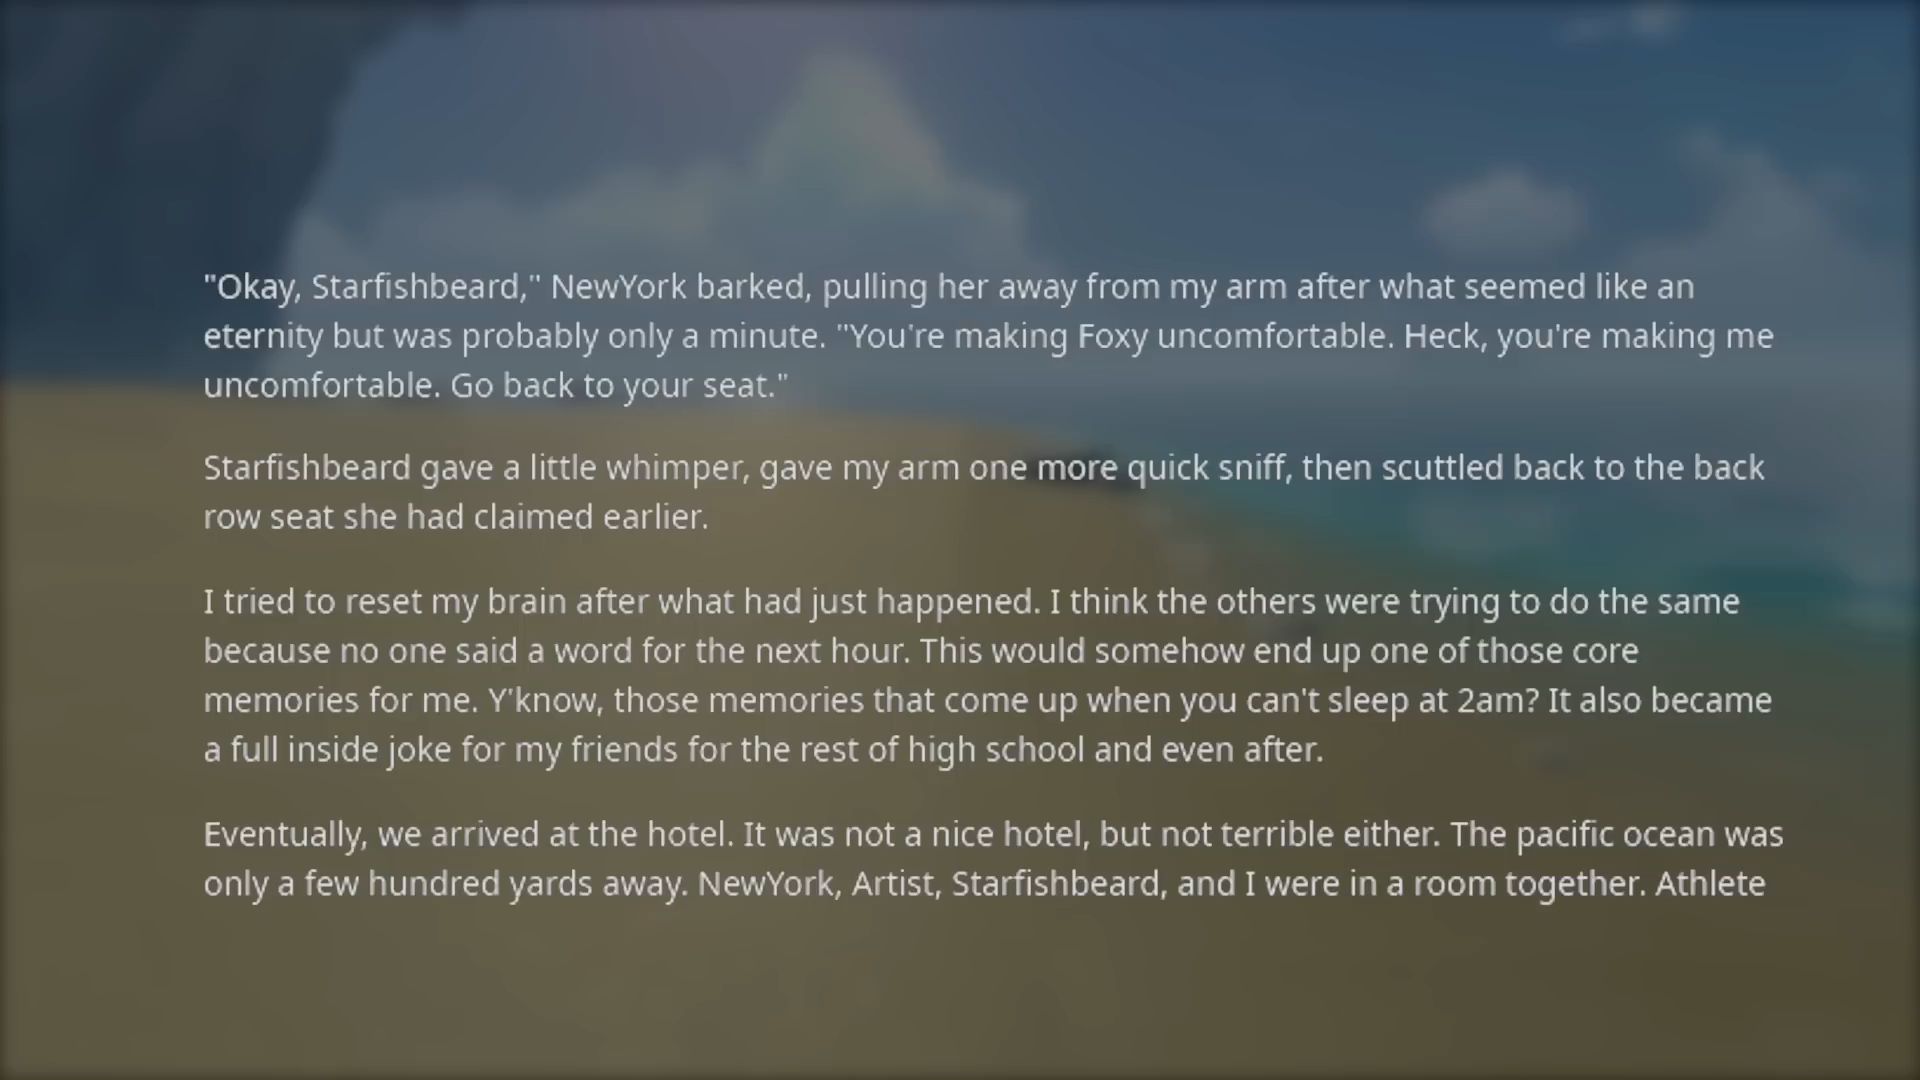 "Okay, Starfishbeard," NewYork barked, pulling her away from my arm after what seemed like an
eternity but was probably only a minute. "You're making Foxy uncomfortable. Heck, you're making me
uncomfortable. Go back to your seat."
Starfishbeard gave a little whimper, gave my arm one more quick sniff, then scuttled back to the back
row seat she had claimed earlier.
I tried to reset my brain after what had just happened. I think the others were trying to do the same
because no one said a word for the next hour. This would somehow end up one of those core
memories for me. Y'know, those memories that come up when you can't sleep at 2am? It also became
a full inside joke for my friends for the rest of high school and even after.
Eventually, we arrived at the hotel. It was not a nice hotel, but not terrible either. The pacific ocean was
only a few hundred yards away. NewYork, Artist, Starfishbeard, and I were in a room together. Athlete